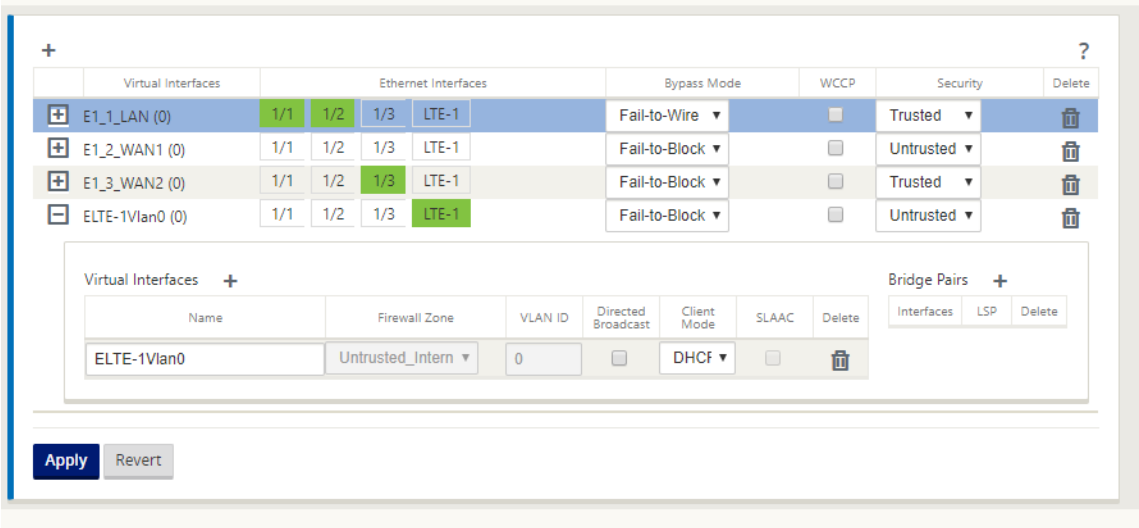 + ?
Virtual Interfaces Ethernet Interfaces Bypass Mode WCCP Security Delete
E1_1_LAN (0) 1/1 1/2 1/3 LTE-1 Fail-to-Wire Trusted
E1_2_WAN1 (0) 1/1 1/2 1/3 LTE-1 Fail-to-Block Untrusted
E1_3_WAN2 (0) 1/1 1/2 1/3 LTE-1 Fail-to-Block Trusted
ELTE-1Vlan0 (0) 1/1 1/2 1/3 LTE-1 Fail-to-Block Untrusted
Virtual Interfaces + Bridge Pairs +
Name Firewall Zone VLAN ID Directed Broadcast Client Mode SLAAC Delete Interfaces LSP Delete
ELTE-1Vlan0 Untrusted_Intern 0 DHCP
Apply Revert